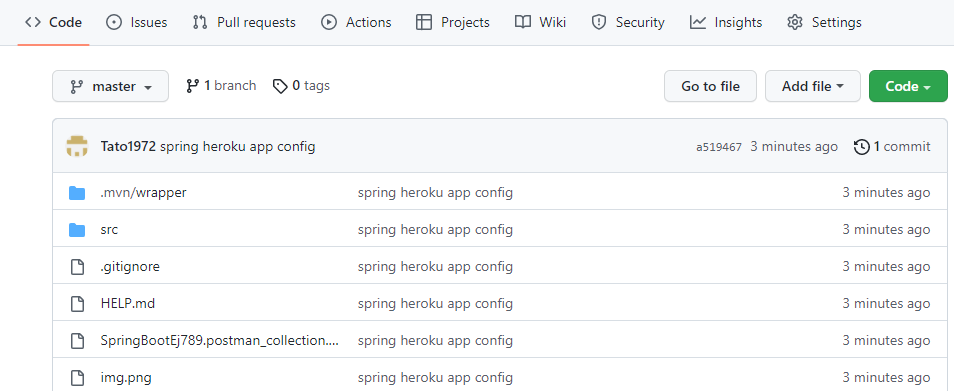 Code Issues Pull requests Actions Projects Wiki Security Insights Settings
master 1 branch 0 tags Go to file Add file Code
Tato1972 spring heroku app config a519467 3 minutes ago 1 commit
.mvn/wrapper spring heroku app config 3 minutes ago
src spring heroku app config 3 minutes ago
.gitignore spring heroku app config 3 minutes ago
HELP.md spring heroku app config 3 minutes ago
SpringBootEj789.postman_collection.... spring heroku app config 3 minutes ago
img.png spring heroku app config 3 minutes ago